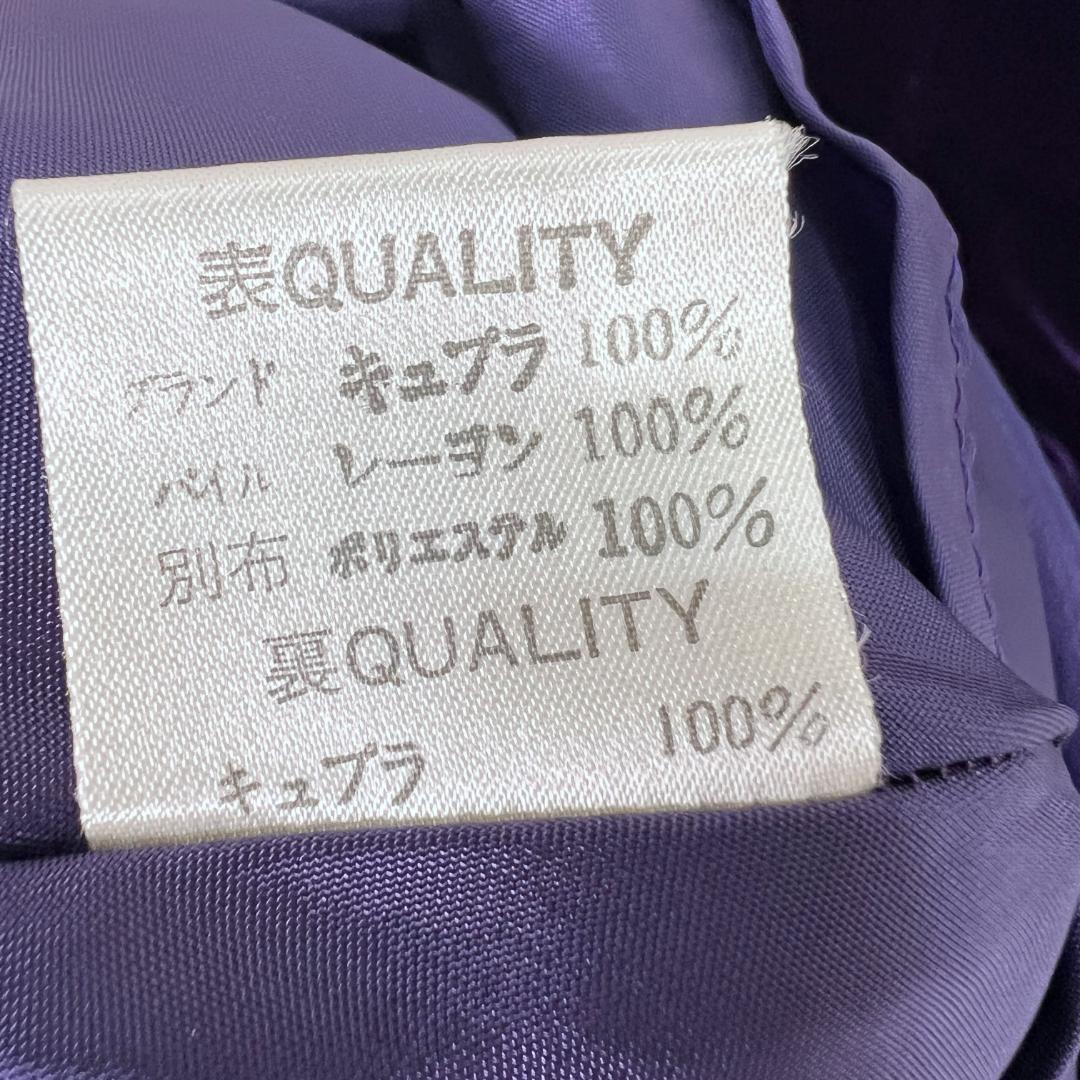 表QUALITY
グランド キュプラ 100%
パイル レーヨン 100%
別布 ポリエステル 100%
裏QUALITY
キュプラ 100%